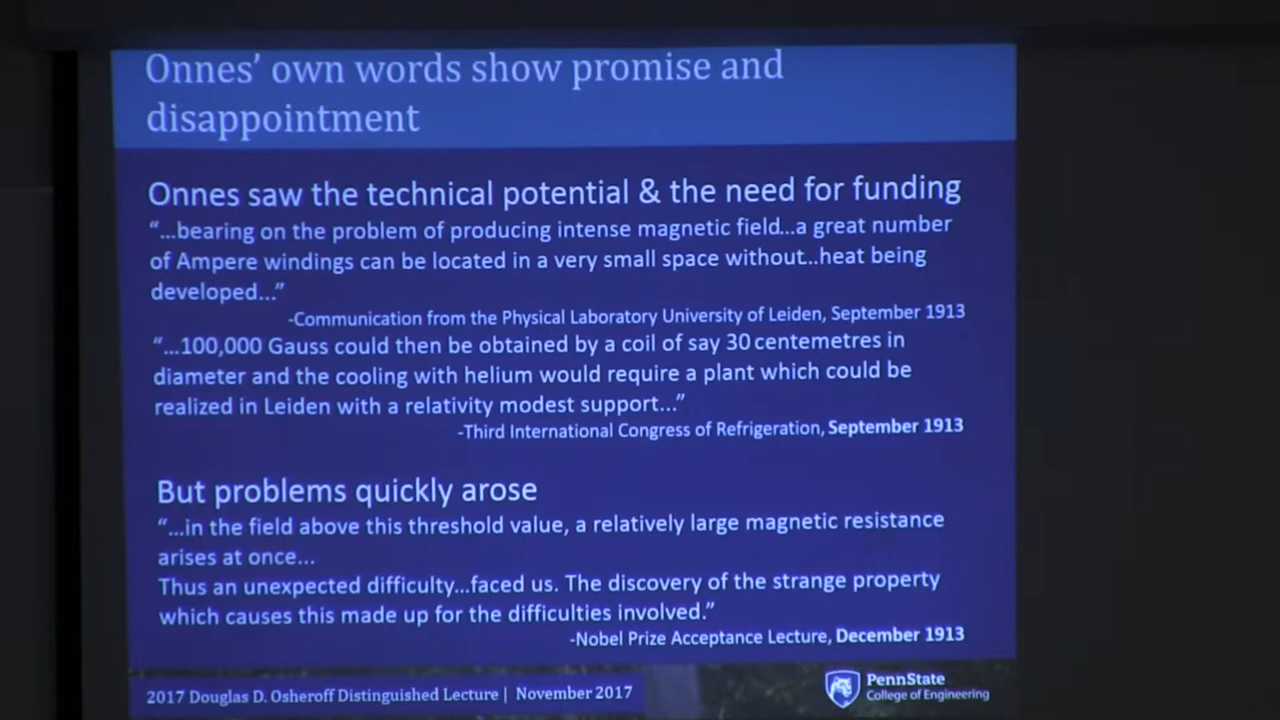 Onnes’ own words show promise and
disappointment
Onnes saw the technical potential & the need for funding
“...bearing on the problem of producing intense magnetic field...a great number
of Ampere windings can be located in a very small space without...heat being
developed...”
-Communication from the Physical Laboratory University of Leiden, September 1913
“...100,000 Gauss could then be obtained by a coil of say 30 centemetres in
diameter and the cooling with helium would require a plant which could be
realized in Leiden with a relativity modest support...”
-Third International Congress of Refrigeration, September 1913
But problems quickly arose
“...in the field above this threshold value, a relatively large magnetic resistance
arises at once...
Thus an unexpected difficulty...faced us. The discovery of the strange property
which causes this made up for the difficulties involved.”
-Nobel Prize Acceptance Lecture, December 1913
2017 Douglas D. Osheroff Distinguished Lecture | November 2017
PennState
College of Engineering